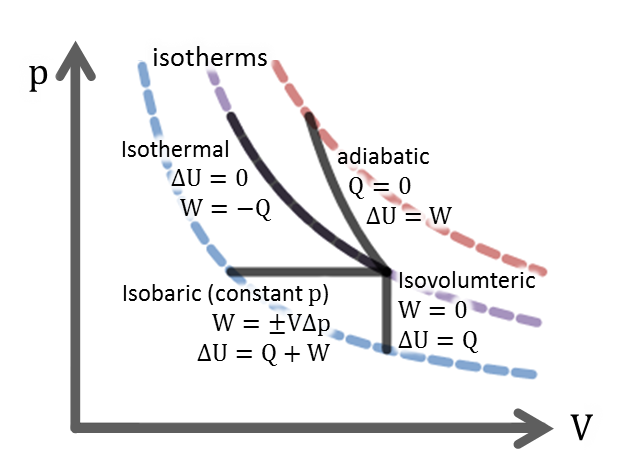 isotherms
p
Isothermal
ΔU = 0
W = −Q
adiabatic
Q = 0
ΔU = W
Isobaric (constant p)
W = ±VΔp
ΔU = Q + W
Isovolumteric
W = 0
ΔU = Q
V